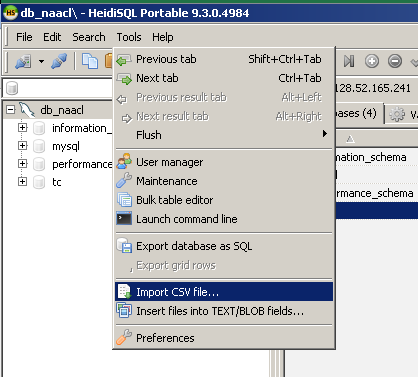 db_naacl\ - HeidiSQL Portable 9.3.0.4984
File Edit Search Tools Help
Previous tab Shift+Ctrl+Tab
Next tab Ctrl+Tab
Previous result tab Alt+Left
Next result tab Alt+Right
Flush
User manager
Maintenance
Bulk table editor
Launch command line
Export database as SQL
Export grid rows
Import CSV file...
Insert files into TEXT/BLOB fields...
Preferences
db_naacl
information_
mysql
performance
tc
128.52.165.241
bases (4)
mation_schema
rmance_schema